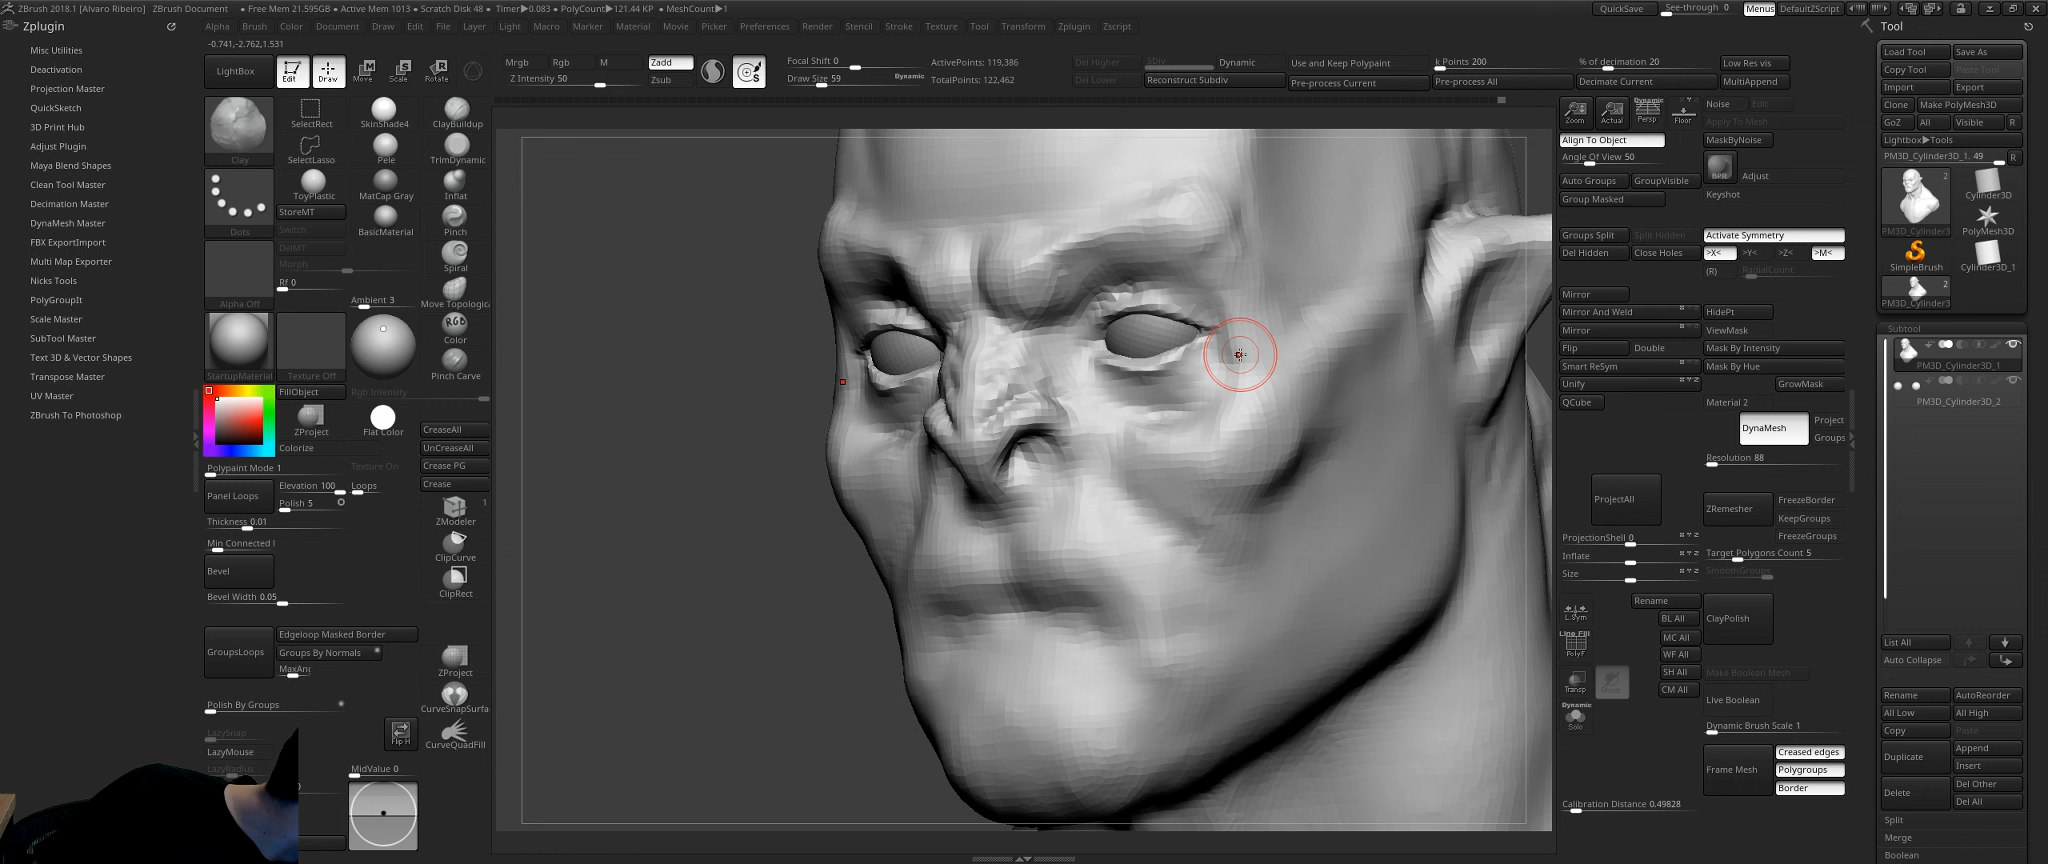 ZBrush 2018.1 [Alvaro Ribeiro] ZBrush Document • Free Mem 21.595GB • Active Mem 1013 • Scratch Disk 48 • Timer▶0.083 • PolyCount▶121.44 KP • MeshCount▶1
QuickSave
See-through 0
Menus
DefaultZScript
Zplugin
Alpha Brush Color Document Draw Edit File Layer Light Macro Marker Material Movie Picker Preferences Render Stencil Stroke Texture Tool Transform Zplugin Zscript
Tool
-0.741,-2.762,1.531
Misc Utilities
Deactivation
Projection Master
QuickSketch
3D Print Hub
Adjust Plugin
Maya Blend Shapes
Clean Tool Master
Decimation Master
DynaMesh Master
FBX ExportImport
Multi Map Exporter
Nicks Tools
PolyGroupIt
Scale Master
SubTool Master
Text 3D & Vector Shapes
Transpose Master
UV Master
ZBrush To Photoshop
LightBox
Edit
Draw
Move
Scale
Rotate
Mrgb
Rgb
M
Zadd
Z Intensity 50
Zsub
Focal Shift 0
Draw Size 59
Dynamic
ActivePoints: 119,386
TotalPoints: 122,462
Del Higher
Del Lower
SDiv
Dynamic
Reconstruct Subdiv
Use and Keep Polypaint
Pre-process Current
k Points 200
Pre-process All
% of decimation 20
Decimate Current
Low Res vis
MultiAppend
Clay
SelectRect
SkinShade4
ClayBuildup
SelectLasso
Pele
TrimDynamic
Dots
ToyPlastic
MatCap Gray
Inflat
StoreMT
Switch
DelMT
BasicMaterial
Pinch
Morph
Spiral
Rf 0
Alpha Off
Ambient 3
Move Topologic
StartupMaterial
Texture Off
Color
Pinch Curve
FillObject
Rgb Intensity
ZProject
Flat Color
CreaseAll
Colorize
UnCreaseAll
Polypaint Mode 1
Texture On
Crease PG
Panel Loops
Elevation 100
Loops
Crease
Polish 5
Thickness 0.01
ZModeler
1
Min Connected I
ClipCurve
Bevel
ClipRect
Bevel Width 0.05
GroupsLoops
Edgeloop Masked Border
Groups By Normals
MaxAng
ZProject
Polish By Groups
CurveSnapSurfa
LazySnap
LazyMouse
LazyRadius
Flip H
CurveQuadFill
MidValue 0
Zoom
Actual
Dynamic
Persp
Floor
Align To Object
Angle Of View 50
Auto Groups
GroupVisible
Group Masked
Groups Split
Split Hidden
Del Hidden
Close Holes
Mirror
Mirror And Weld
Mirror
Flip
Double
Smart ReSym
Unify
QCube
ProjectAll
ProjectionShell 0
Inflate
Size
L.Sym
Line Fill
PolyF
Transp
Ghost
Dynamic
Solo
Rename
BL All
MC All
WF All
SH All
CM All
Calibration Distance 0.49828
Noise
Edit
Apply To Mesh
MaskByNoise
BPR
Adjust
Keyshot
Activate Symmetry
>X<
>Y<
>Z<
>M<
(R)
RadialCount
HidePt
ViewMask
Mask By Intensity
Mask By Hue
GrowMask
Material 2
DynaMesh
Project
Groups
Resolution 88
ZRemesher
FreezeBorder
KeepGroups
FreezeGroups
Target Polygons Count 5
SmoothGroups
ClayPolish
Make Boolean Mesh
Live Boolean
Dynamic Brush Scale 1
Frame Mesh
Creased edges
Polygroups
Border
Load Tool
Save As
Copy Tool
Paste Tool
Import
Export
Clone
Make PolyMesh3D
GoZ
All
Visible
R
Lightbox▶Tools
PM3D_Cylinder3D_1. 49
R
2
Cylinder3D
PM3D_Cylinder3
PolyMesh3D
SimpleBrush
Cylinder3D_1
2
PM3D_Cylinder3
Subtool
PM3D_Cylinder3D_1
PM3D_Cylinder3D_2
List All
Auto Collapse
Rename
AutoReorder
All Low
All High
Copy
Paste
Duplicate
Append
Insert
Delete
Del Other
Del All
Split
Merge
Boolean